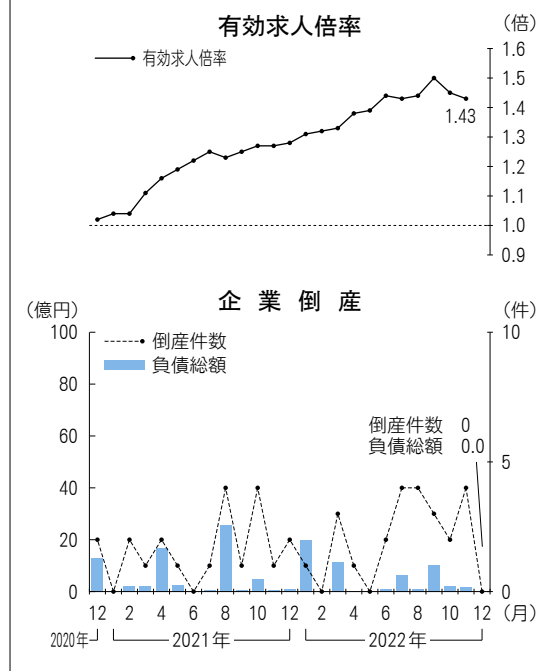 有効求人倍率
（倍）
有効求人倍率
1.6
1.5
1.4
1.3
1.2
1.1
1.0
0.9
1.43
企業倒産
（億円）
（件）
倒産件数
負債総額
100
80
60
40
20
0
10
5
0
倒産件数 0
負債総額 0.0
12 2 4 6 8 10 12 2 4 6 8 10 12 （月）
2020年 2021年 2022年